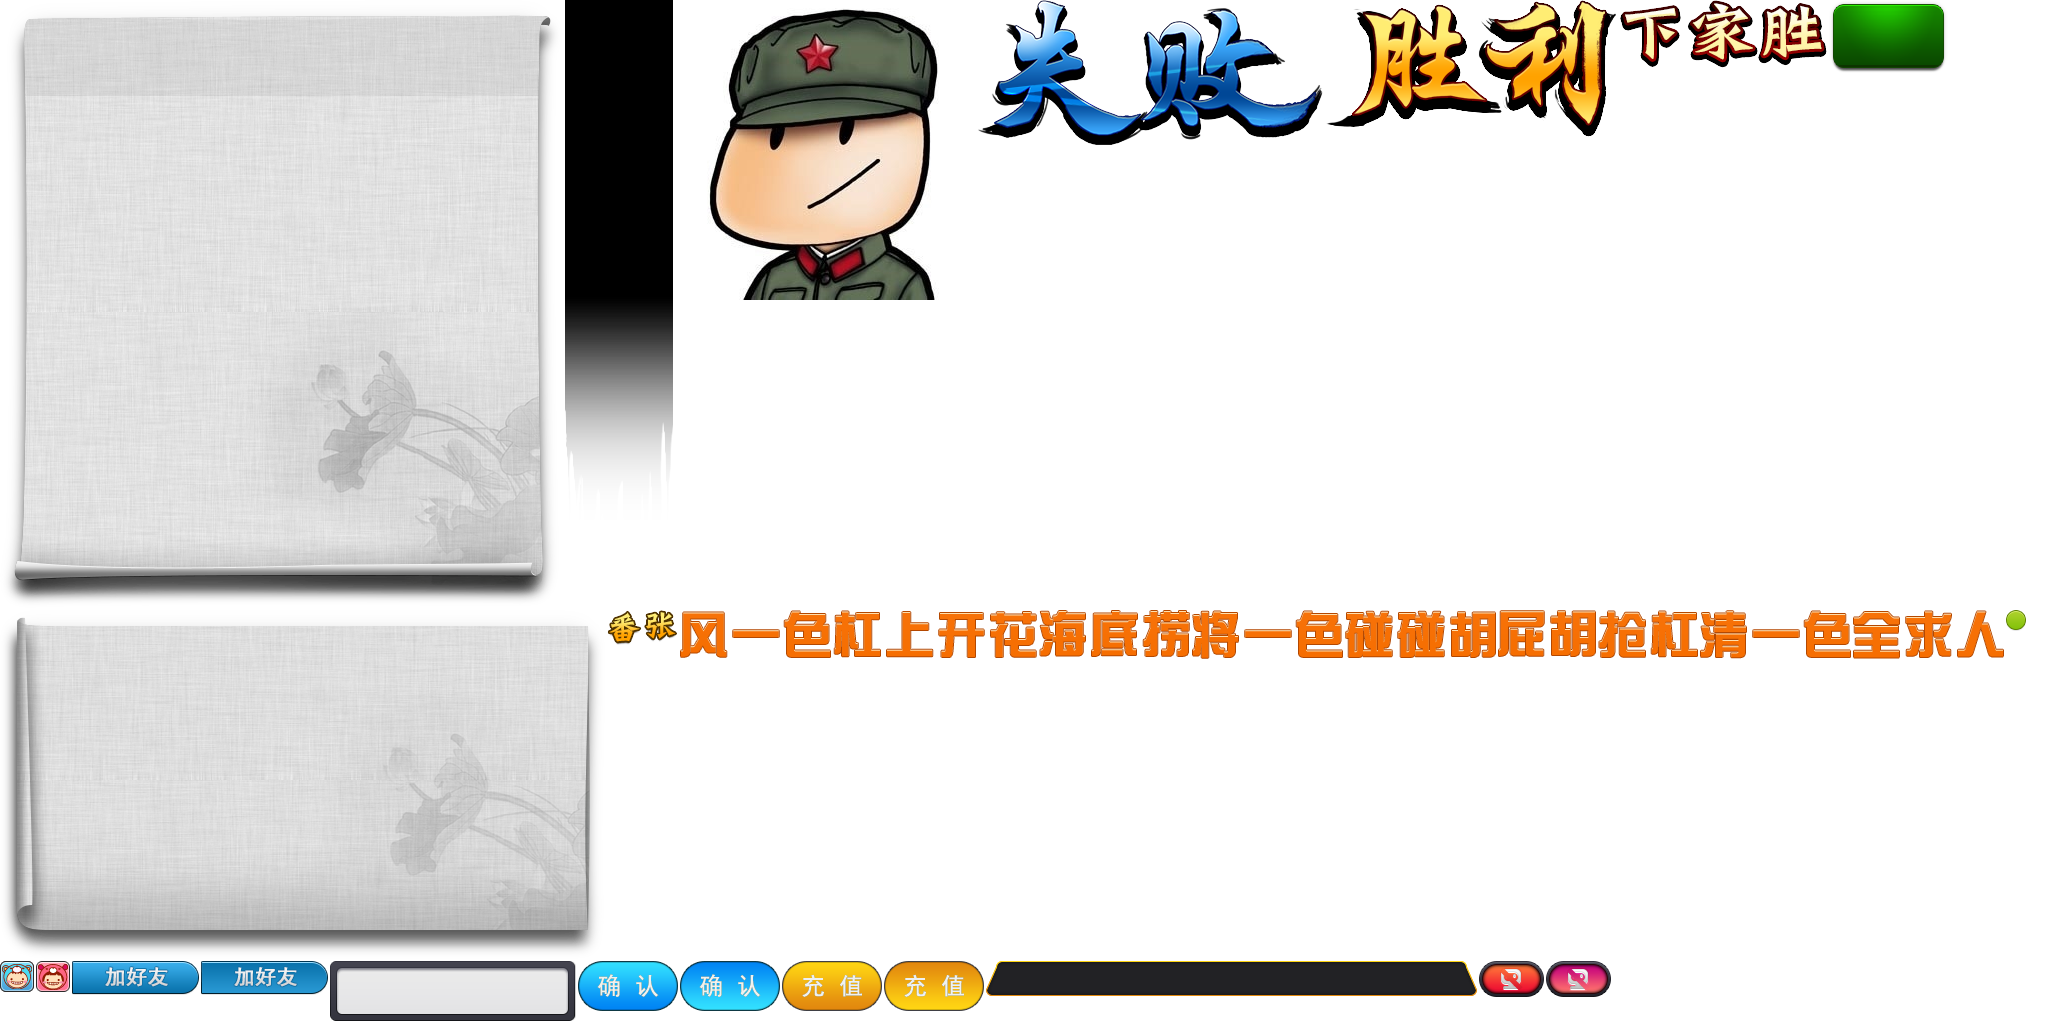 失败 胜利 下家胜
番张风一色杠上开花海底捞将一色碰碰胡屁胡抢杠清一色全求人
加好友 加好友 确认 确认 充值 充值